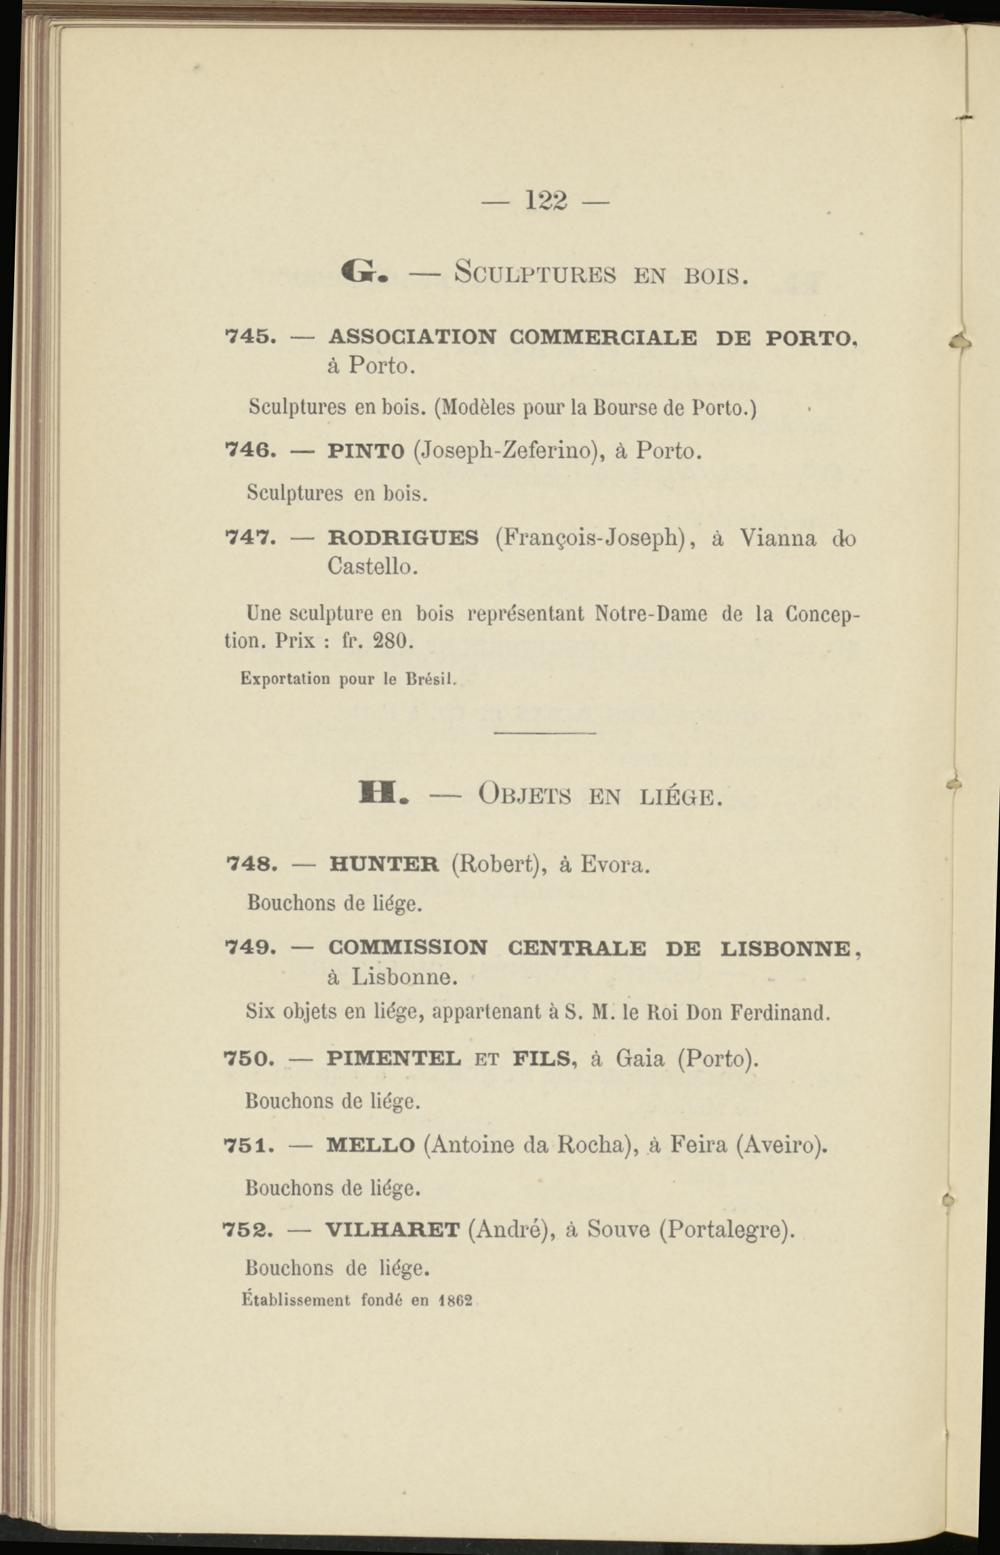 — 122 —
G. — SCULPTURES EN BOIS.
745. — ASSOCIATION COMMERCIALE DE PORTO,
à Porto.
Sculptures en bois. (Modèles pour la Bourse de Porto.)
746. — PINTO (Joseph-Zeferino), à Porto.
Sculptures en bois.
747. — RODRIGUES (François-Joseph), à Vianna do
Castello.
Une sculpture en bois représentant Notre-Dame de la Concep-
tion. Prix : fr. 280.
Exportation pour le Brésil.
H. — OBJETS EN LIÉGE.
748. — HUNTER (Robert), à Evora.
Bouchons de liége.
749. — COMMISSION CENTRALE DE LISBONNE,
à Lisbonne.
Six objets en liége, appartenant à S. M. le Roi Don Ferdinand.
750. — PIMENTEL ET FILS, à Gaia (Porto).
Bouchons de liége.
751. — MELLO (Antoine da Rocha), à Feira (Aveiro).
Bouchons de liége.
752. — VILHARET (André), à Souve (Portalegre).
Bouchons de liége.
Établissement fondé en 1862